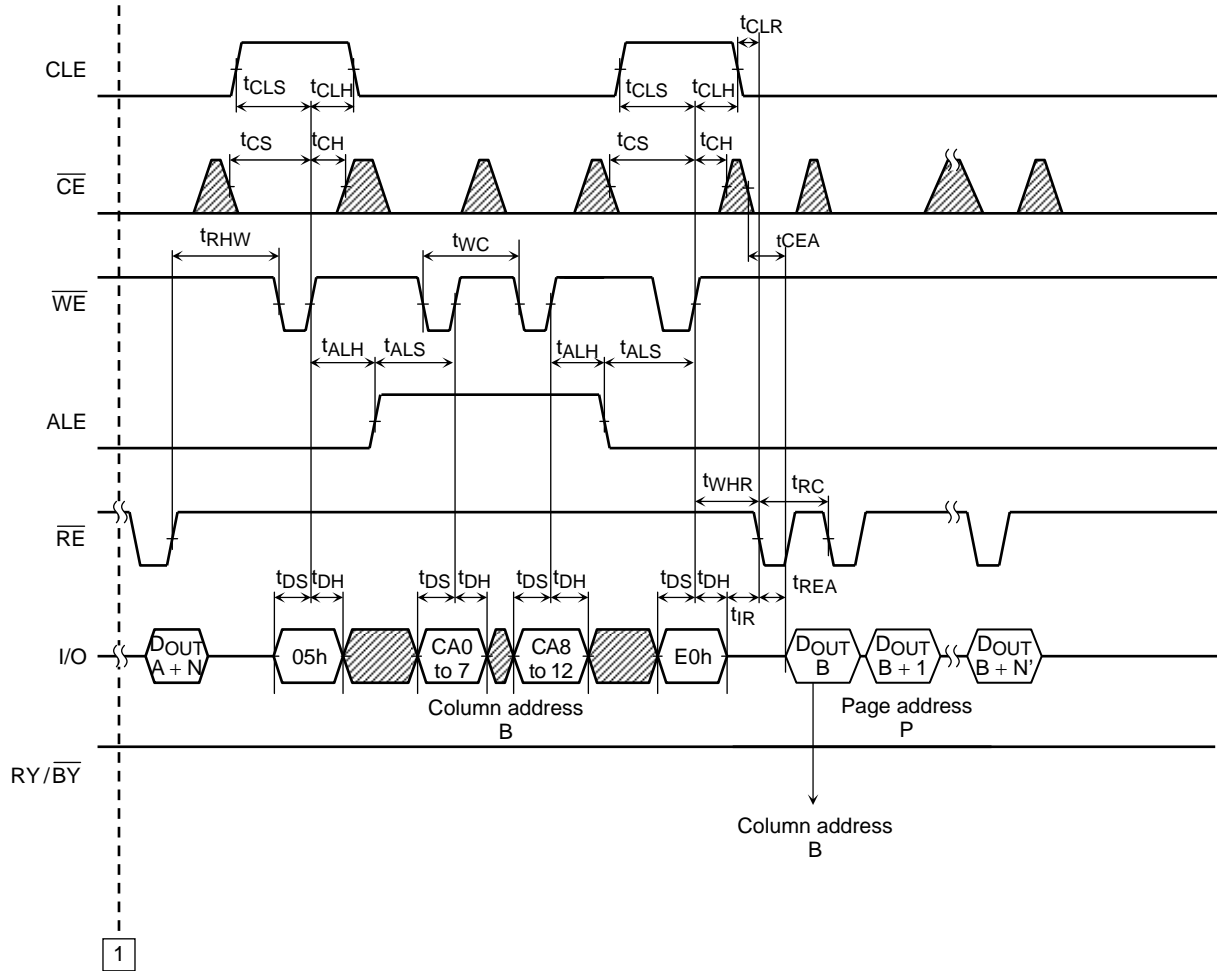 tCLR
CLE
tCLS tCLH tCLS tCLH
tCS tCH tCS tCH
CE
tRHW tWC tCEA
WE
tALH tALS tALH tALS
ALE
tWHR tRC
RE
tDS tDH tDS tDH tDS tDH tDS tDH tREA
tIR
I/O
DOUT
A + N
05h
CA0
to 7
CA8
to 12
E0h
DOUT
B
DOUT
B + 1
DOUT
B + N’
Column address
B
Page address
P
RY/BY
Column address
B
1